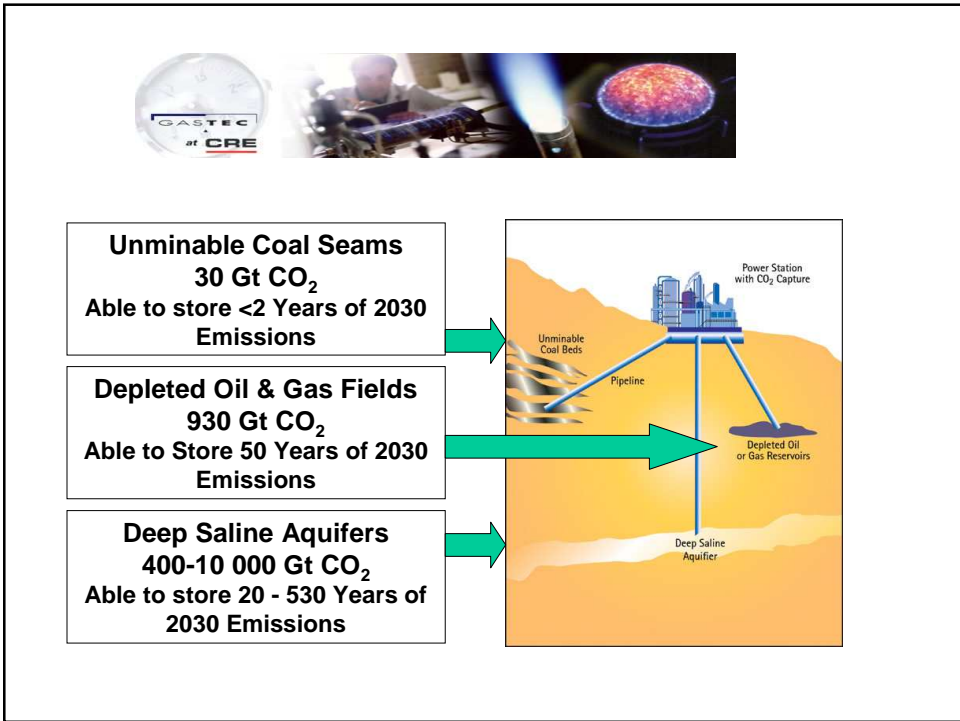 GASTEC
at CRE
Unminable Coal Seams
30 Gt CO₂
Able to store <2 Years of 2030
Emissions
Depleted Oil & Gas Fields
930 Gt CO₂
Able to Store 50 Years of 2030
Emissions
Deep Saline Aquifers
400-10 000 Gt CO₂
Able to store 20 - 530 Years of
2030 Emissions
Power Station
with CO₂ Capture
Unminable
Coal Beds
Pipeline
Depleted Oil
or Gas Reservoirs
Deep Saline
Aquifier